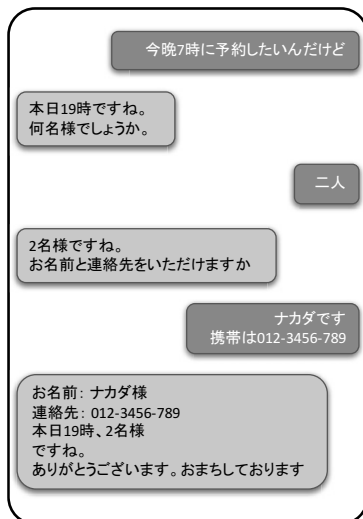 今晩7時に予約したいんだけど
本日19時ですね。
何名様でしょうか。
二人
2名様ですね。
お名前と連絡先をいただけますか
ナカダです
携帯は012-3456-789
お名前：ナカダ様
連絡先：012-3456-789
本日19時、2名様
ですね。
ありがとうございます。おまちしております